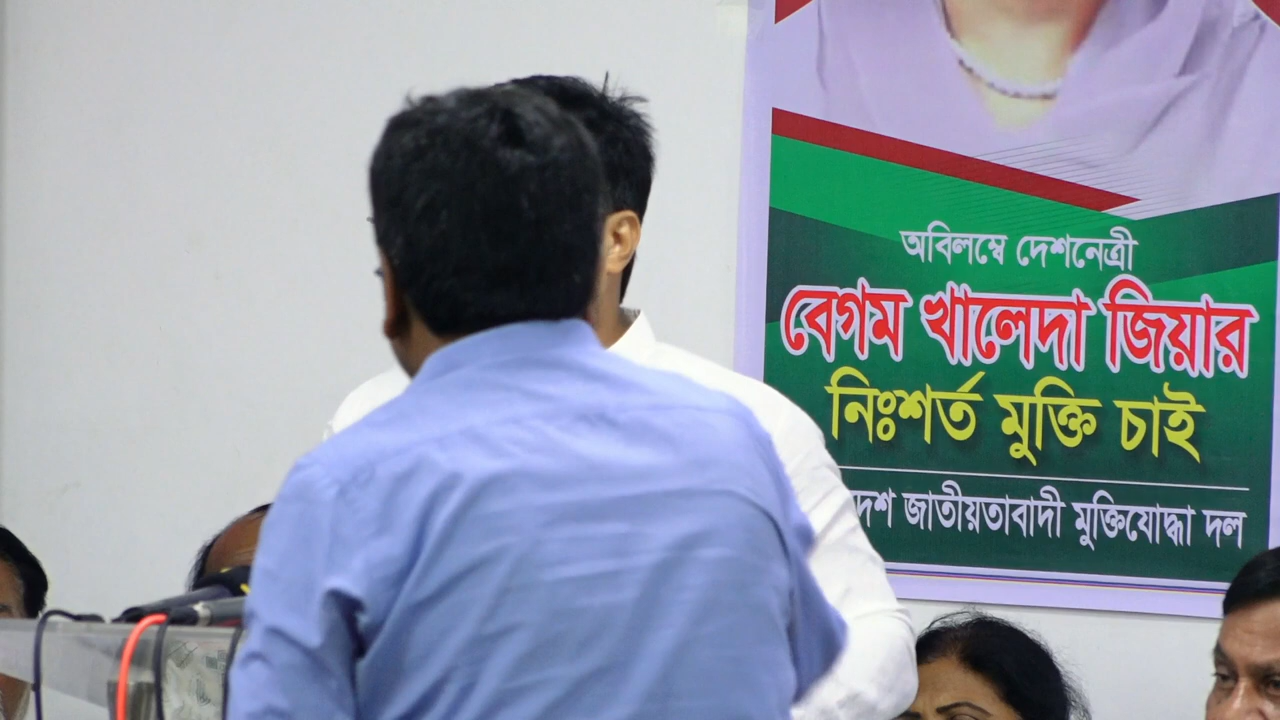 অবিলম্বে দেশনেত্রী
বেগম খালেদা জিয়ার
নিঃশর্ত মুক্তি চাই
জাতীয়তাবাদী মুক্তিযোদ্ধা দল